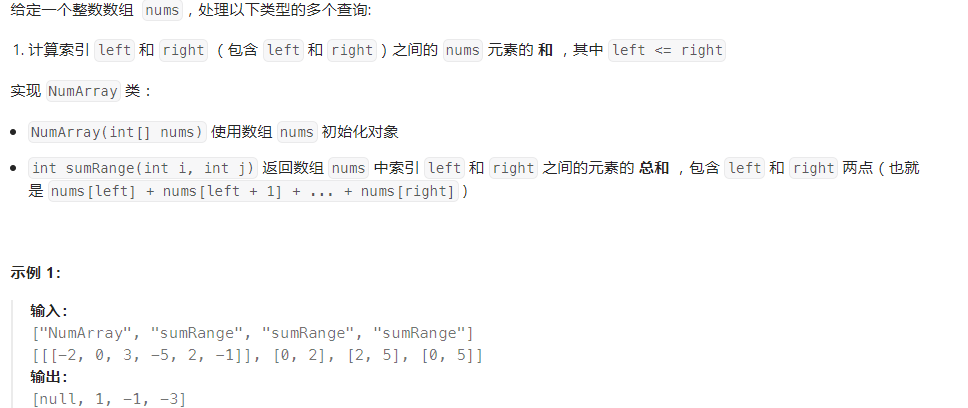 给定一个整数数组 nums，处理以下类型的多个查询:
1. 计算索引 left 和 right （包含 left 和 right）之间的 nums 元素的 和 ，其中 left <= right
实现 NumArray 类：
• NumArray(int[] nums) 使用数组 nums 初始化对象
• int sumRange(int i, int j) 返回数组 nums 中索引 left 和 right 之间的元素的 总和 ，包含 left 和 right 两点（也就
是 nums[left] + nums[left + 1] + ... + nums[right] )
示例 1：
输入：
["NumArray", "sumRange", "sumRange", "sumRange"]
[[[-2, 0, 3, -5, 2, -1]], [0, 2], [2, 5], [0, 5]]
输出：
[null, 1, -1, -3]